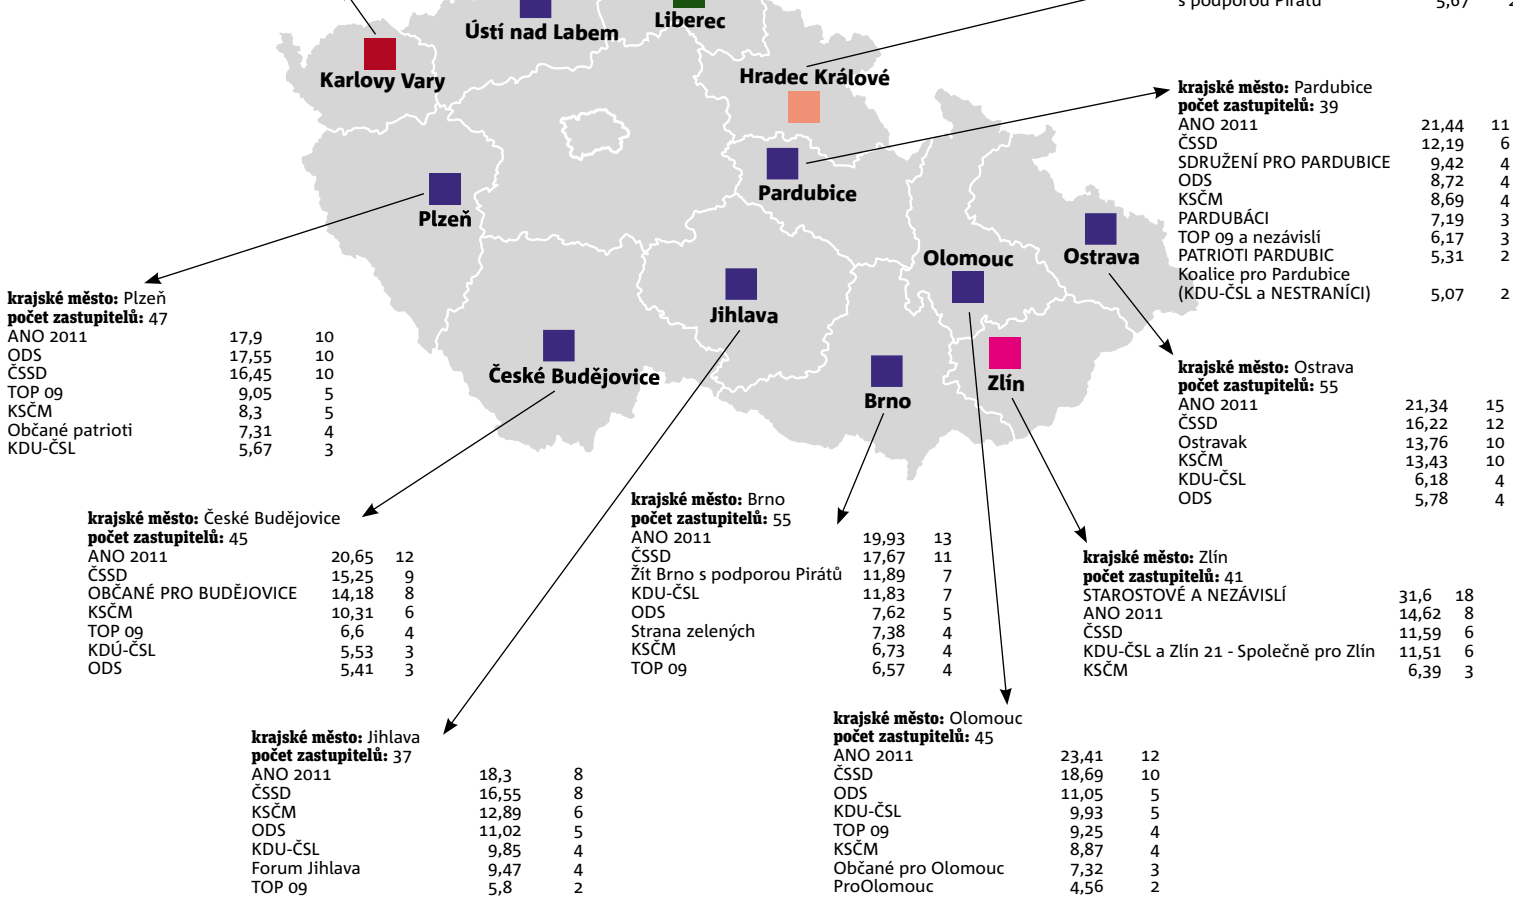 s podporou Pirátů 5,67
Ústí nad Labem
Liberec
Karlovy Vary
Hradec Králové
Pardubice
Plzeň
Olomouc
Ostrava
Jihlava
České Budějovice
Zlín
Brno
krajské město: Pardubice
počet zastupitelů: 39
ANO 2011 21,44 11
ČSSD 12,19 6
SDRUŽENÍ PRO PARDUBICE 9,42 4
ODS 8,72 4
KSČM 8,69 4
PARDUBÁCI 7,19 3
TOP 09 a nezávislí 6,17 3
PATRIOTI PARDUBIC 5,31 2
Koalice pro Pardubice
(KDU-ČSL a NESTRANÍCI) 5,07 2
krajské město: Plzeň
počet zastupitelů: 47
ANO 2011 17,9 10
ODS 17,55 10
ČSSD 16,45 10
TOP 09 9,05 5
KSČM 8,3 5
Občané patrioti 7,31 4
KDU-ČSL 5,67 3
krajské město: Ostrava
počet zastupitelů: 55
ANO 2011 21,34 15
ČSSD 16,22 12
Ostravak 13,76 10
KSČM 13,43 10
KDU-ČSL 6,18 4
ODS 5,78 4
krajské město: České Budějovice
počet zastupitelů: 45
ANO 2011 20,65 12
ČSSD 15,25 9
OBČANÉ PRO BUDĚJOVICE 14,18 8
KSČM 10,31 6
TOP 09 6,6 4
KDÚ-ČSL 5,53 3
ODS 5,41 3
krajské město: Brno
počet zastupitelů: 55
ANO 2011 19,93 13
ČSSD 17,67 11
Žít Brno s podporou Pirátů 11,89 7
KDU-ČSL 11,83 7
ODS 7,62 5
Strana zelených 7,38 4
KSČM 6,73 4
TOP 09 6,57 4
krajské město: Zlín
počet zastupitelů: 41
STAROSTOVÉ A NEZÁVISLÍ 31,6 18
ANO 2011 14,62 8
ČSSD 11,59 6
KDU-ČSL a Zlín 21 - Společně pro Zlín 11,51 6
KSČM 6,39 3
krajské město: Jihlava
počet zastupitelů: 37
ANO 2011 18,3 8
ČSSD 16,55 8
KSČM 12,89 6
ODS 11,02 5
KDU-ČSL 9,85 4
Forum Jihlava 9,47 4
TOP 09 5,8 2
krajské město: Olomouc
počet zastupitelů: 45
ANO 2011 23,41 12
ČSSD 18,69 10
ODS 11,05 5
KDU-ČSL 9,93 5
TOP 09 9,25 4
KSČM 8,87 4
Občané pro Olomouc 7,32 3
ProOlomouc 4,56 2